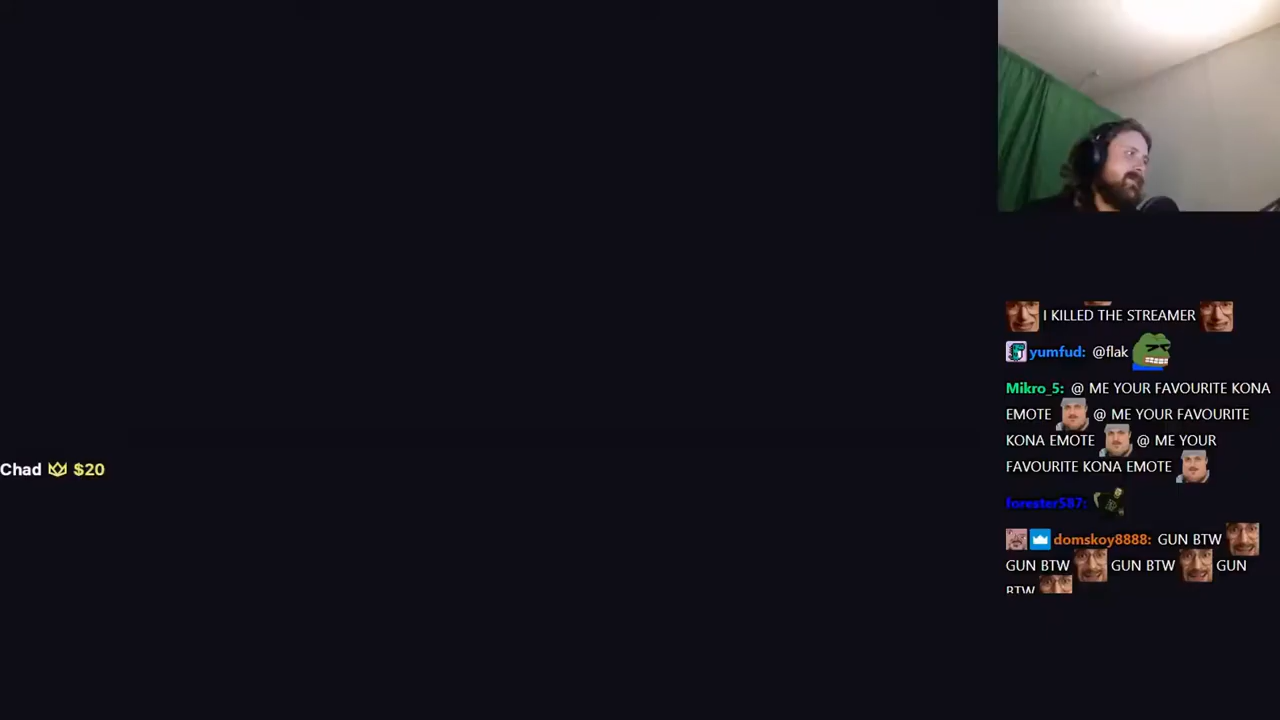 I KILLED THE STREAMER
yumfud: @flak
Mikro_5: @ ME YOUR FAVOURITE KONA
EMOTE @ ME YOUR FAVOURITE
KONA EMOTE @ ME YOUR
FAVOURITE KONA EMOTE
Chad $20
forester587:
domskoy8888: GUN BTW
GUN BTW GUN BTW GUN
BTW